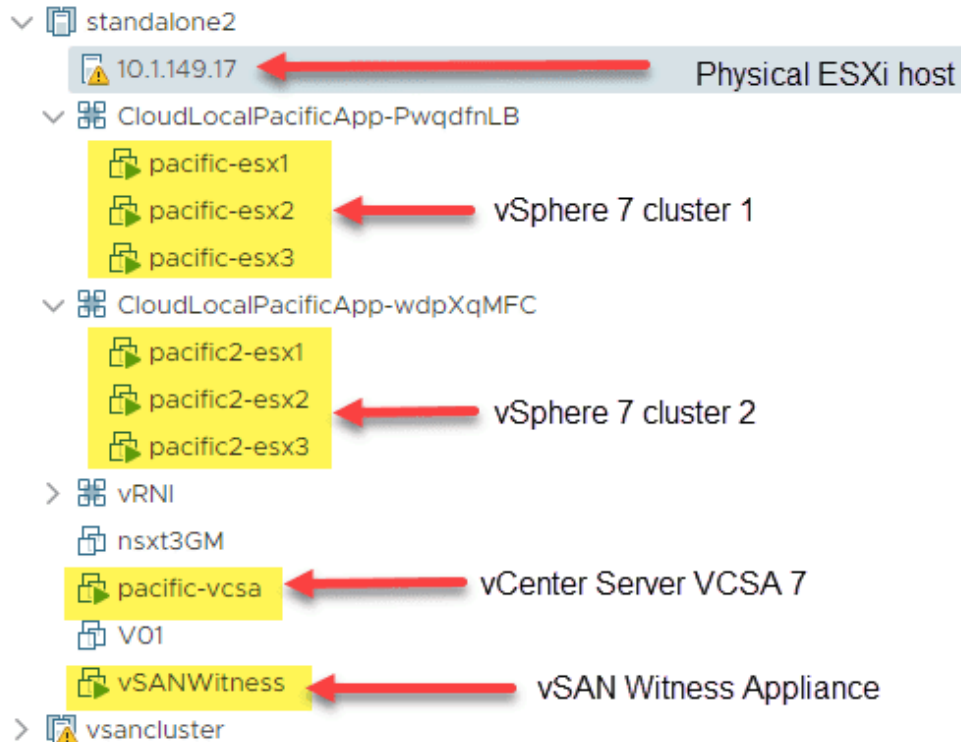 standalone2
10.1.149.17 Physical ESXi host
CloudLocalPacificApp-PwqdfnLB
pacific-esx1
pacific-esx2 vSphere 7 cluster 1
pacific-esx3
CloudLocalPacificApp-wdpXqMFC
pacific2-esx1
pacific2-esx2 vSphere 7 cluster 2
pacific2-esx3
vRNI
nsxt3GM
pacific-vcsa vCenter Server VCSA 7
V01
vSANWitness vSAN Witness Appliance
vsancluster